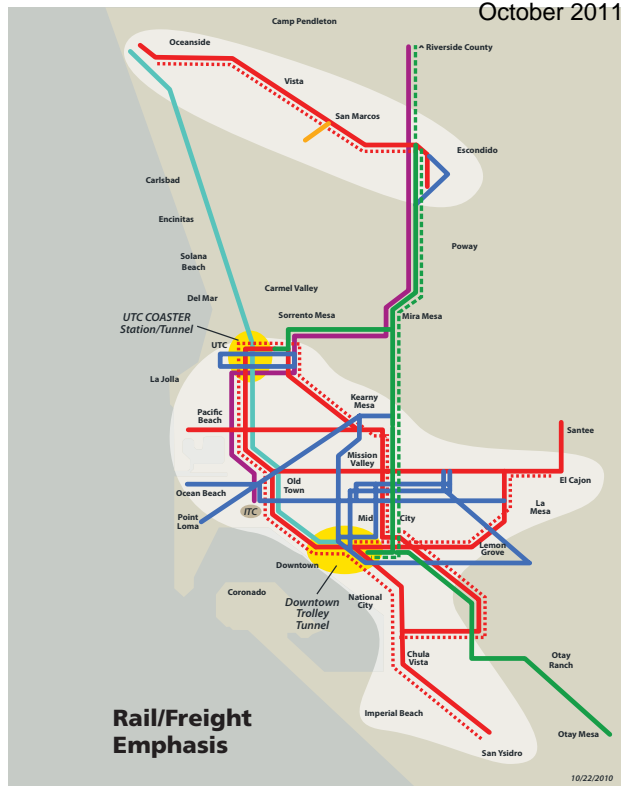 October 2011
Camp Pendleton
Oceanside
^ Riverside County
Vista
San Marcos
Escondido
Carlsbad
Encinitas
Poway
Solana
Beach
Carmel Valley
Del Mar
UTC COASTER
Station/Tunnel
Sorrento Mesa
Mira Mesa
UTC
La Jolla
Kearny
Mesa
Pacific
Beach
Santee
Mission
Valley
El Cajon
Old
Town
Ocean Beach
La
Mesa
Point
Loma
ITC
Mid
City
Lemon
Grove
Downtown
Coronado
Downtown
Trolley
Tunnel
National
City
Chula
Vista
Otay
Ranch
Imperial Beach
Rail/Freight
Emphasis
Otay Mesa
San Ysidro
10/22/2010